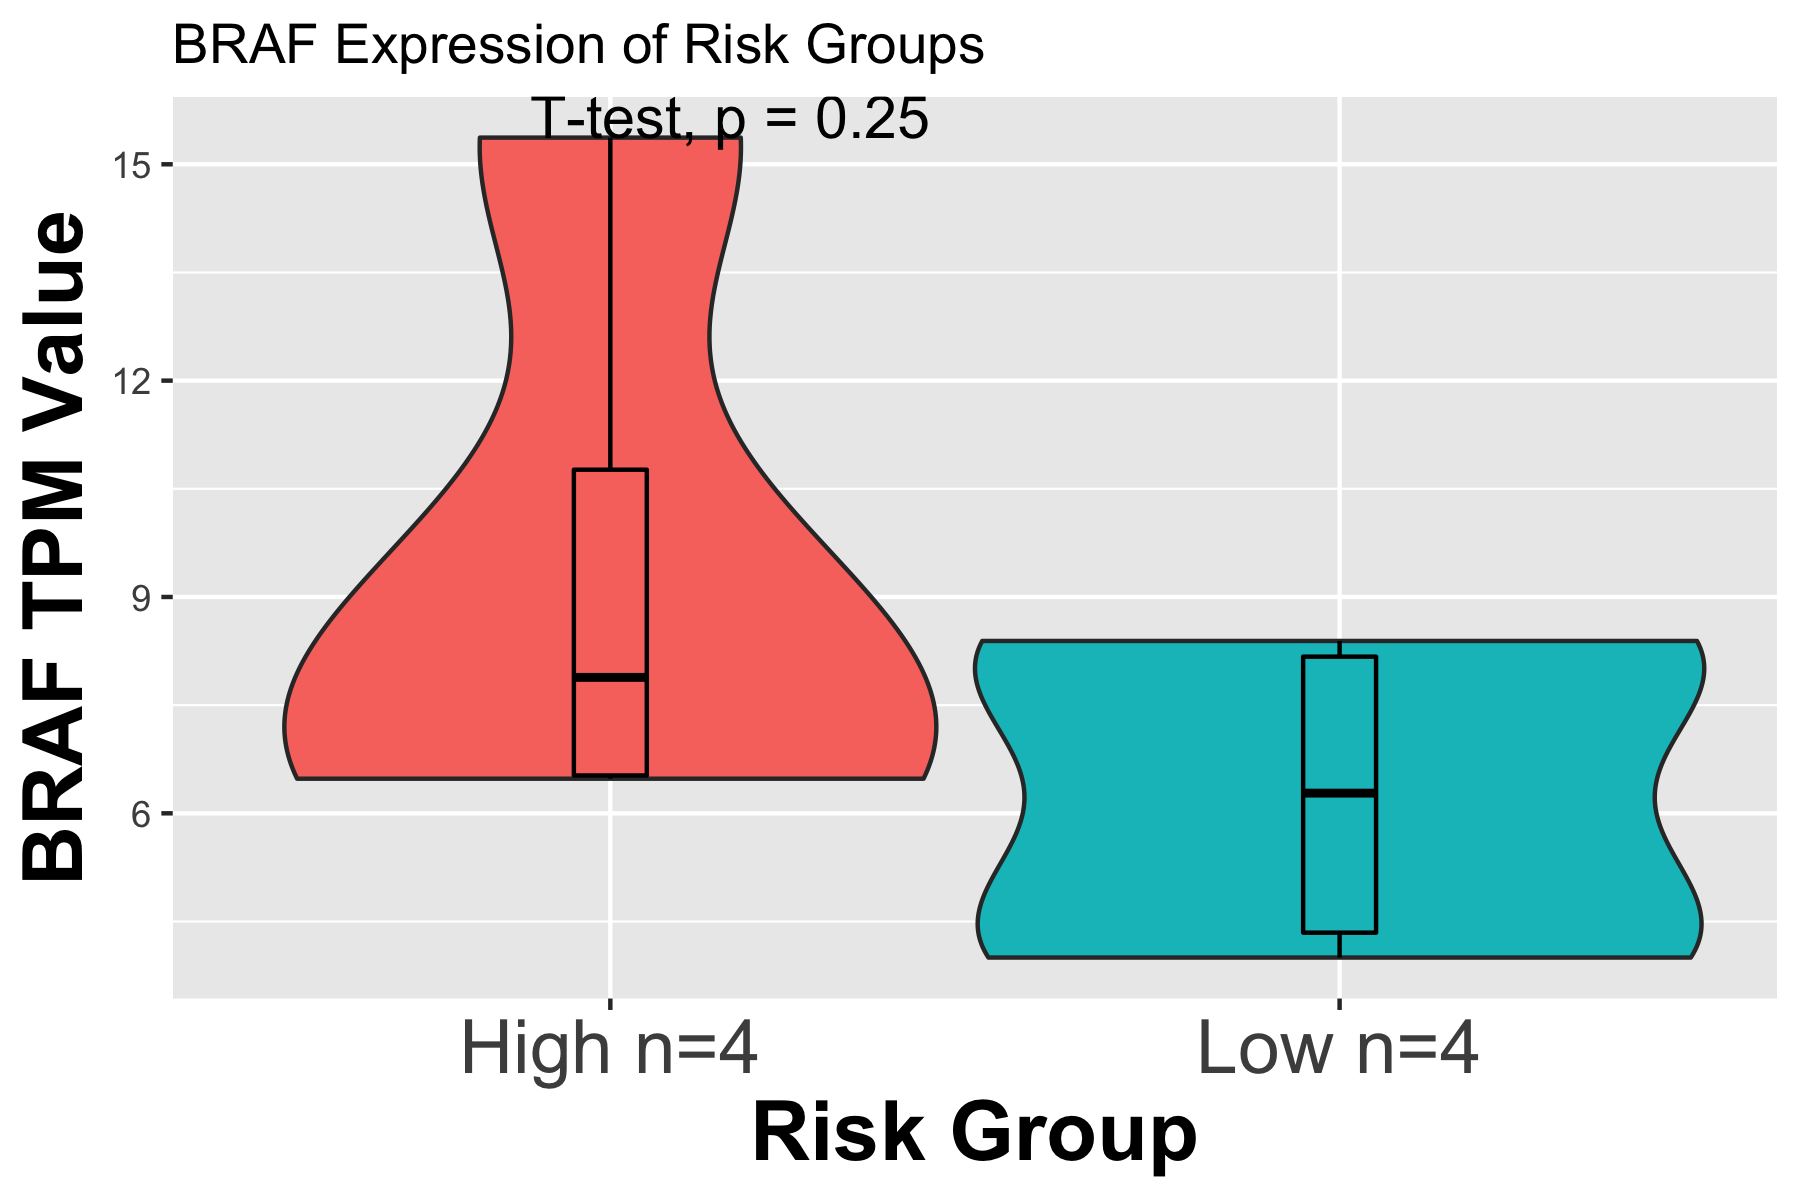 BRAF Expression of Risk Groups
T-test, p = 0.25
BRAF TPM Value
15
12
9
6
High n=4
Low n=4
Risk Group